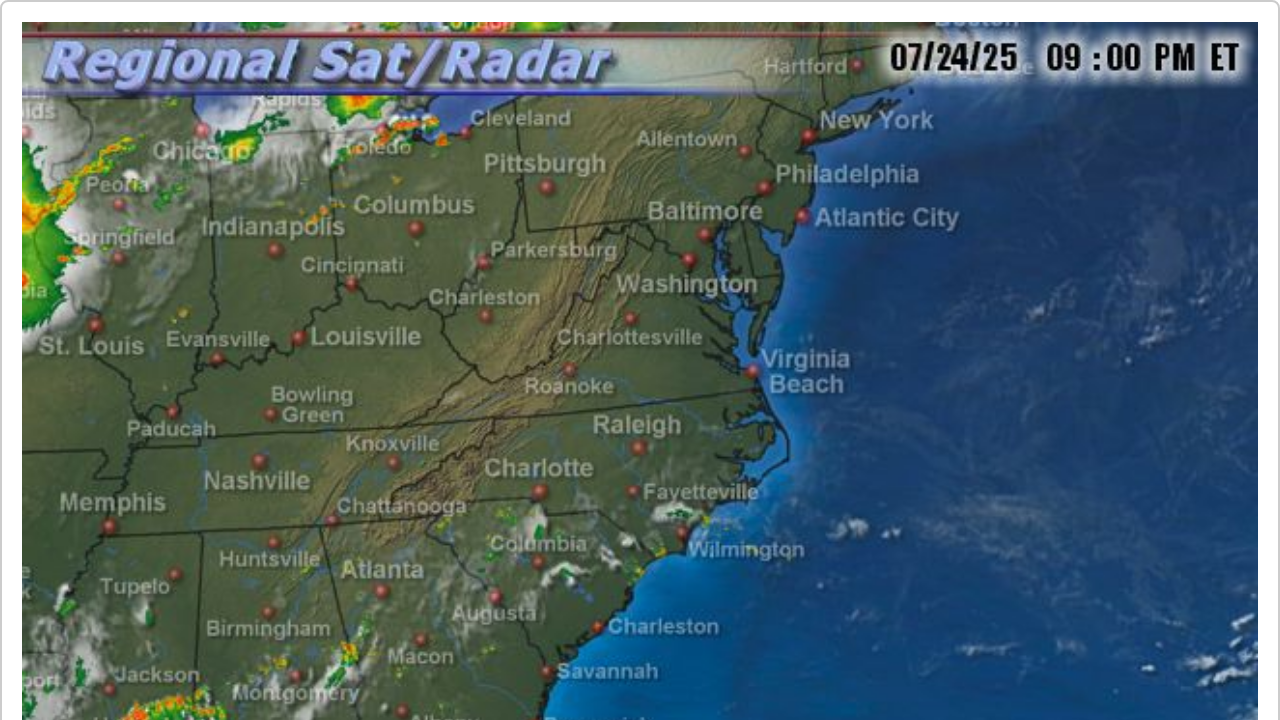 Regional Sat/Radar
07/24/25 09 :00 PM ET
Hartford
New York
Cleveland
Allentown
Chicago
Toledo
Pittsburgh
Philadelphia
Peoria
Columbus
Baltimore
Atlantic City
Springfield
Indianapolis
Parkersburg
Cincinnati
Washington
Charleston
St. Louis
Evansville
Louisville
Charlottesville
Virginia
Beach
Roanoke
Bowling
Green
Paducah
Raleigh
Knoxville
Nashville
Charlotte
Memphis
Chattanooga
Fayetteville
Huntsville
Columbia
Wilmington
Tupelo
Atlanta
Birmingham
Augusta
Charleston
Macon
Jackson
Savannah
Montgomery